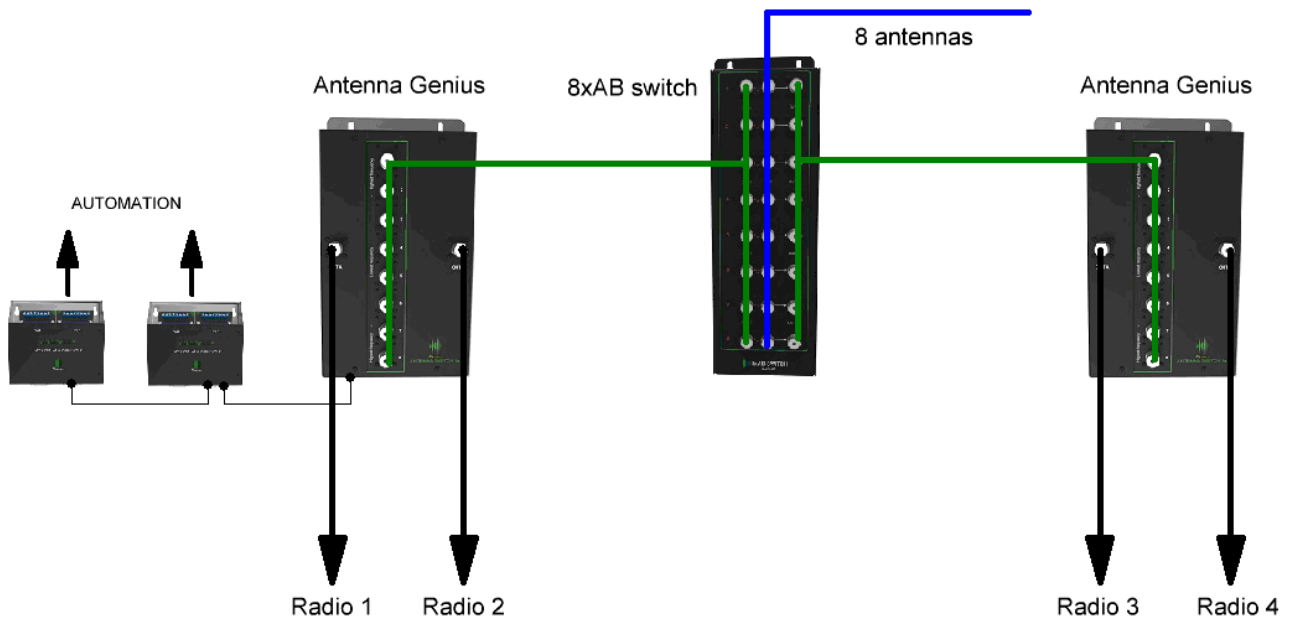 8 antennas
Antenna Genius
8xAB switch
Antenna Genius
AUTOMATION
Radio 1
Radio 2
Radio 3
Radio 4